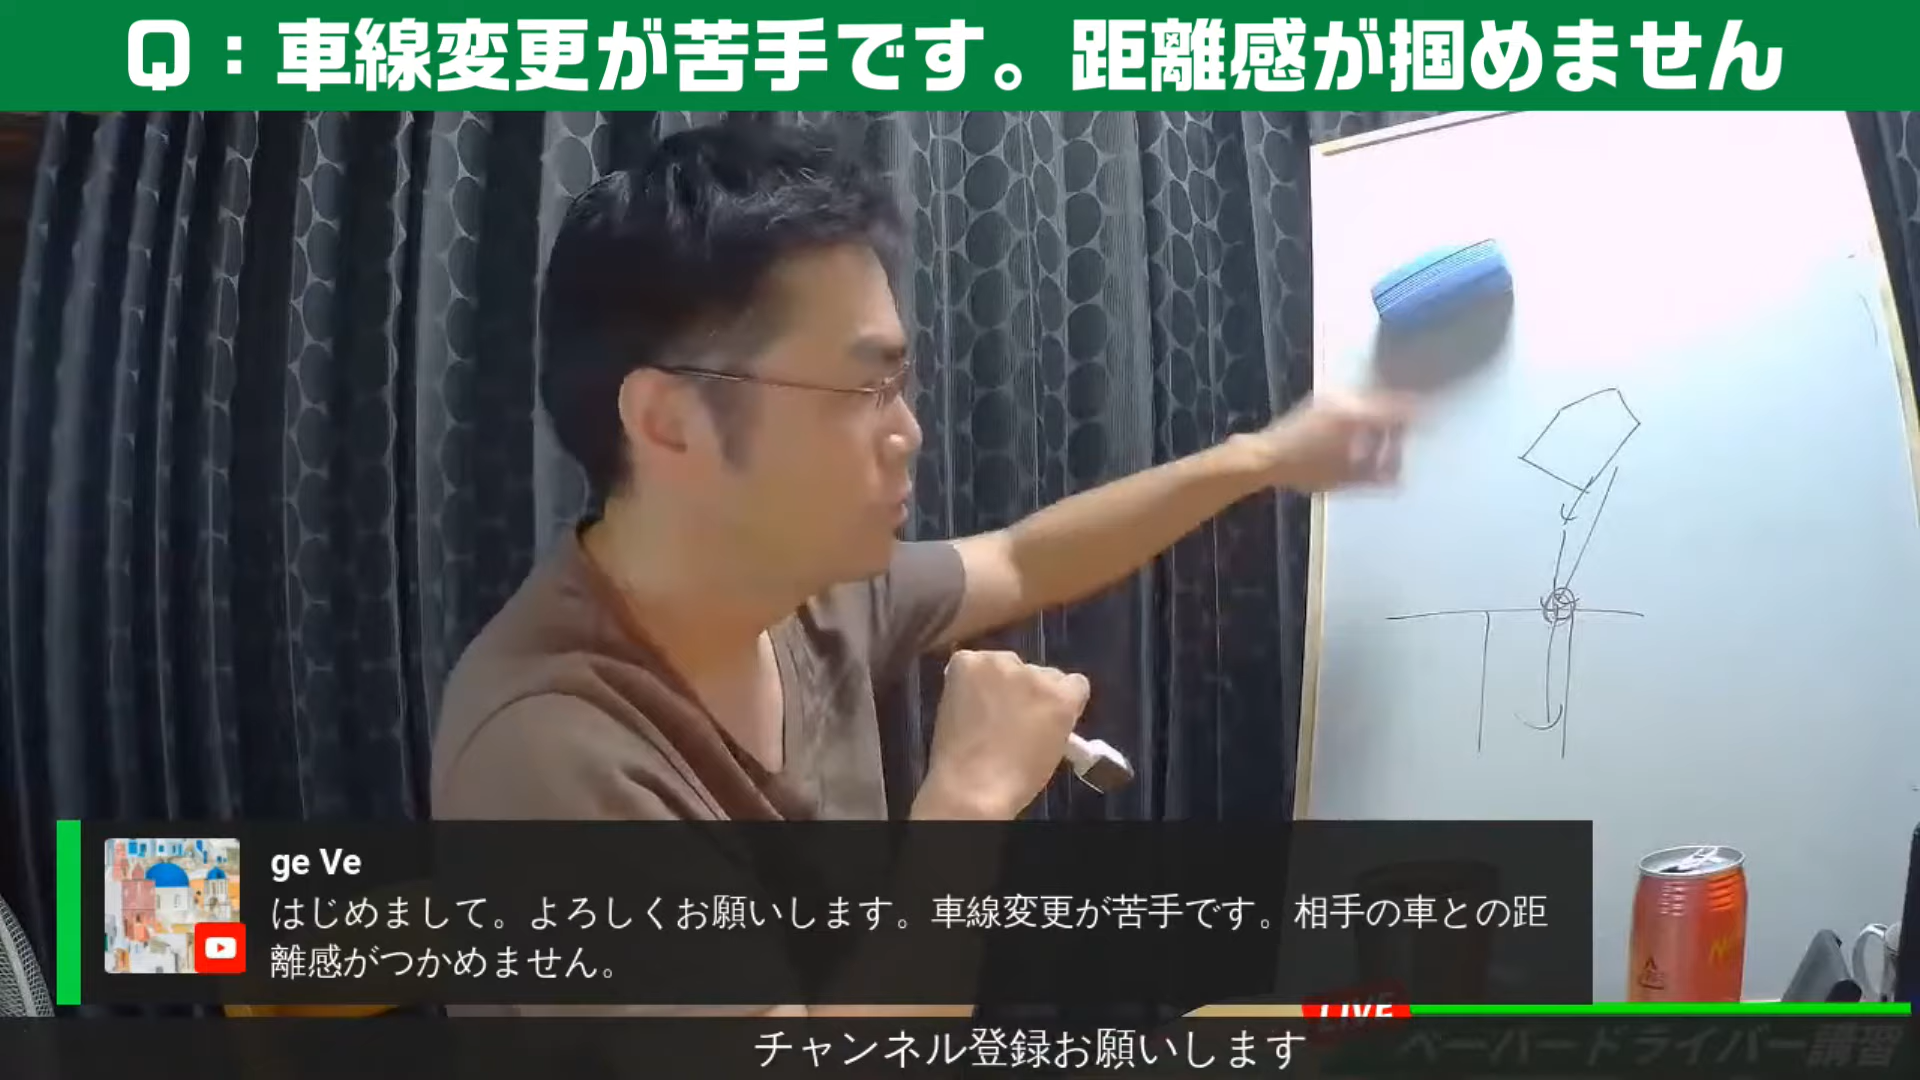 Q：車線変更が苦手です。距離感が掴めません
ge Ve
はじめまして。よろしくお願いします。車線変更が苦手です。相手の車との距
離感がつかめません。
LIVE
チャンネル登録お願いします
ペーパードライバー講習